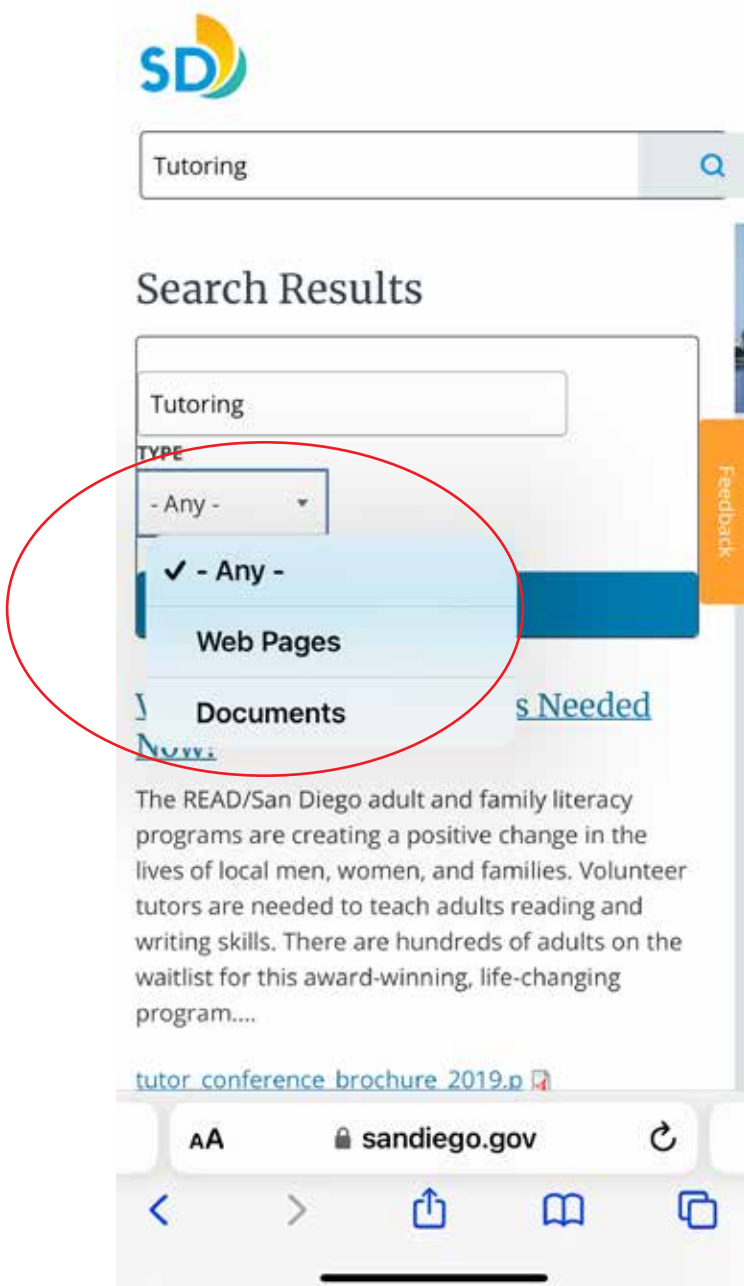 SD
Tutoring
Search Results
Tutoring
TYPE
- Any -
Feedback
✓ - Any -
Web Pages
Documents
s Needed
The READ/San Diego adult and family literacy
programs are creating a positive change in the
lives of local men, women, and families. Volunteer
tutors are needed to teach adults reading and
writing skills. There are hundreds of adults on the
waitlist for this award-winning, life-changing
program....
tutor_conference_brochure_2019.p
AA
sandiego.gov